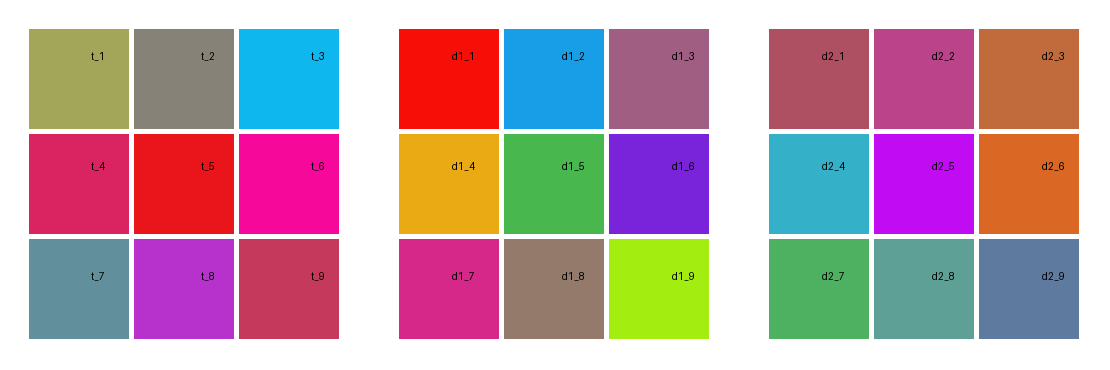 t_1 t_2 t_3 d1_1 d1_2 d1_3 d2_1 d2_2 d2_3
t_4 t_5 t_6 d1_4 d1_5 d1_6 d2_4 d2_5 d2_6
t_7 t_8 t_9 d1_7 d1_8 d1_9 d2_7 d2_8 d2_9